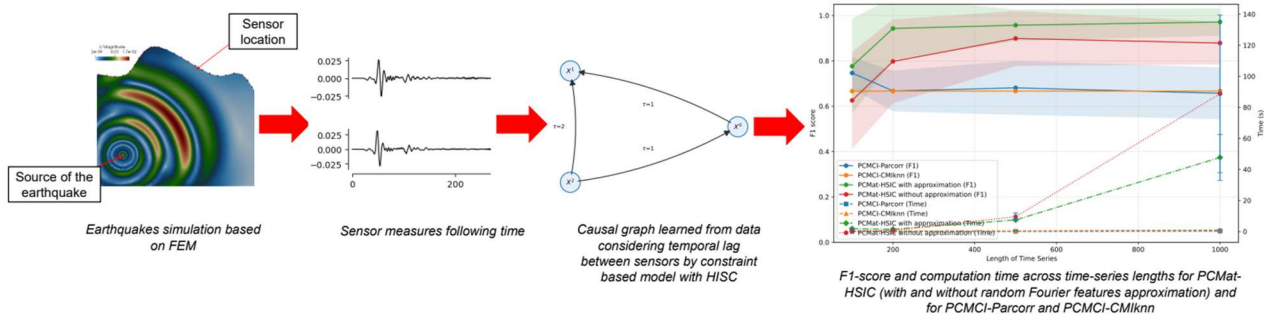 Sensor
location
U Magnitude
Source of the
earthquake
Earthquakes simulation based
on FEM
0.025
0.000
-0.025
0.025
0.000
-0.025
0
200
Sensor measures following time
X¹
τ=1
τ=2
X⁰
τ=1
X²
Causal graph learned from data
considering temporal lag
between sensors by constraint
based model with HISC
1.0
0.8
0.6
0.4
0.2
0.0
F1 score
PCMCI-Parcorr (F1)
PCMCI-CMIknn (F1)
PCMat-HSIC with approximation (F1)
PCMat-HSIC without approximation (F1)
PCMCI-Parcorr (Time)
PCMCI-CMIknn (Time)
PCMat-HSIC with approximation (Time)
PCMat-HSIC without approximation (Time)
200
400
600
800
1000
Length of Time Series
140
120
100
80
60
40
20
0
Time (s)
F1-score and computation time across time-series lengths for PCMat-
HSIC (with and without random Fourier features approximation) and
for PCMCI-Parcorr and PCMCI-CMIknn